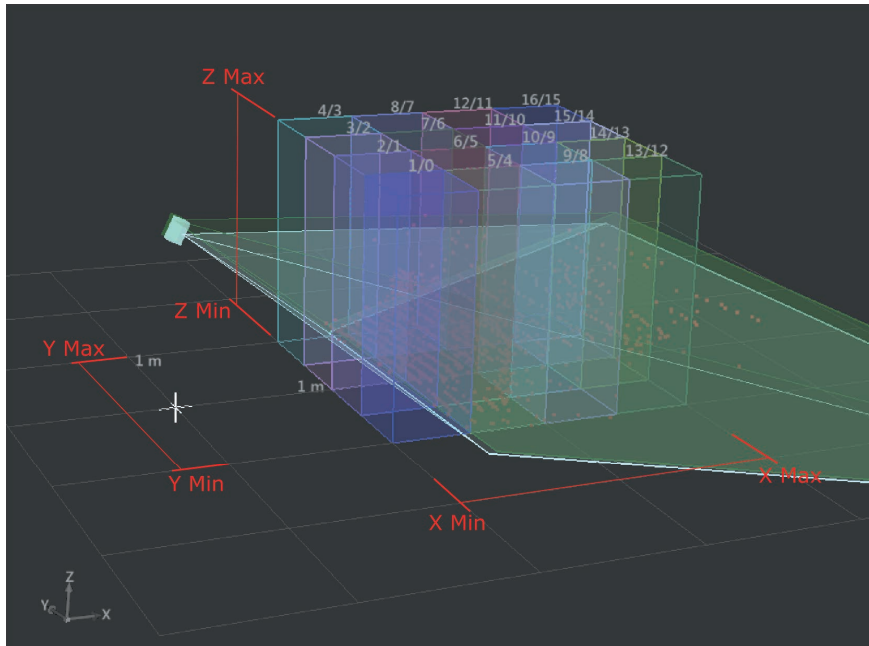 Z Max
16/15
12/11
8/7
4/3
15/14
11/10
7/6
3/2
14/13
10/9
6/5
2/1
13/12
9/8
5/4
1/0
Z Min
Y Max
1 m
1 m
Y Min
X Max
X Min
Z
Y
X